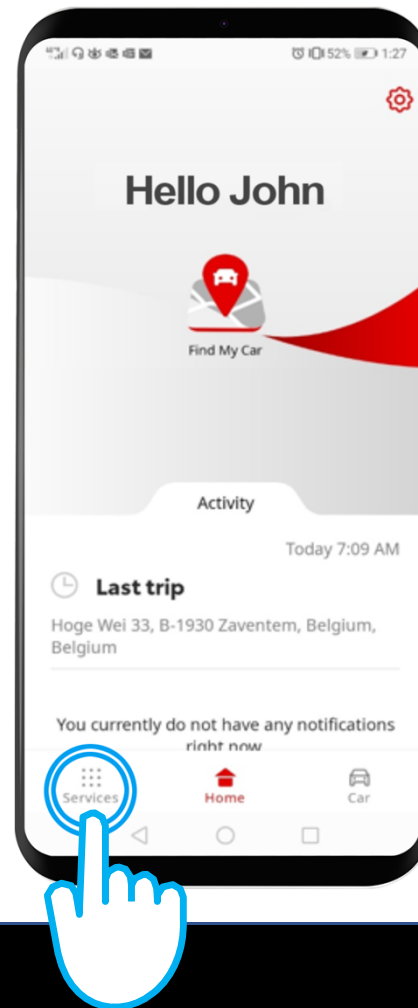 52% 1:27
Hello John
Find My Car
Activity
Today 7:09 AM
Last trip
Hoge Wei 33, B-1930 Zaventem, Belgium,
Belgium
You currently do not have any notifications
right now
Services Home Car